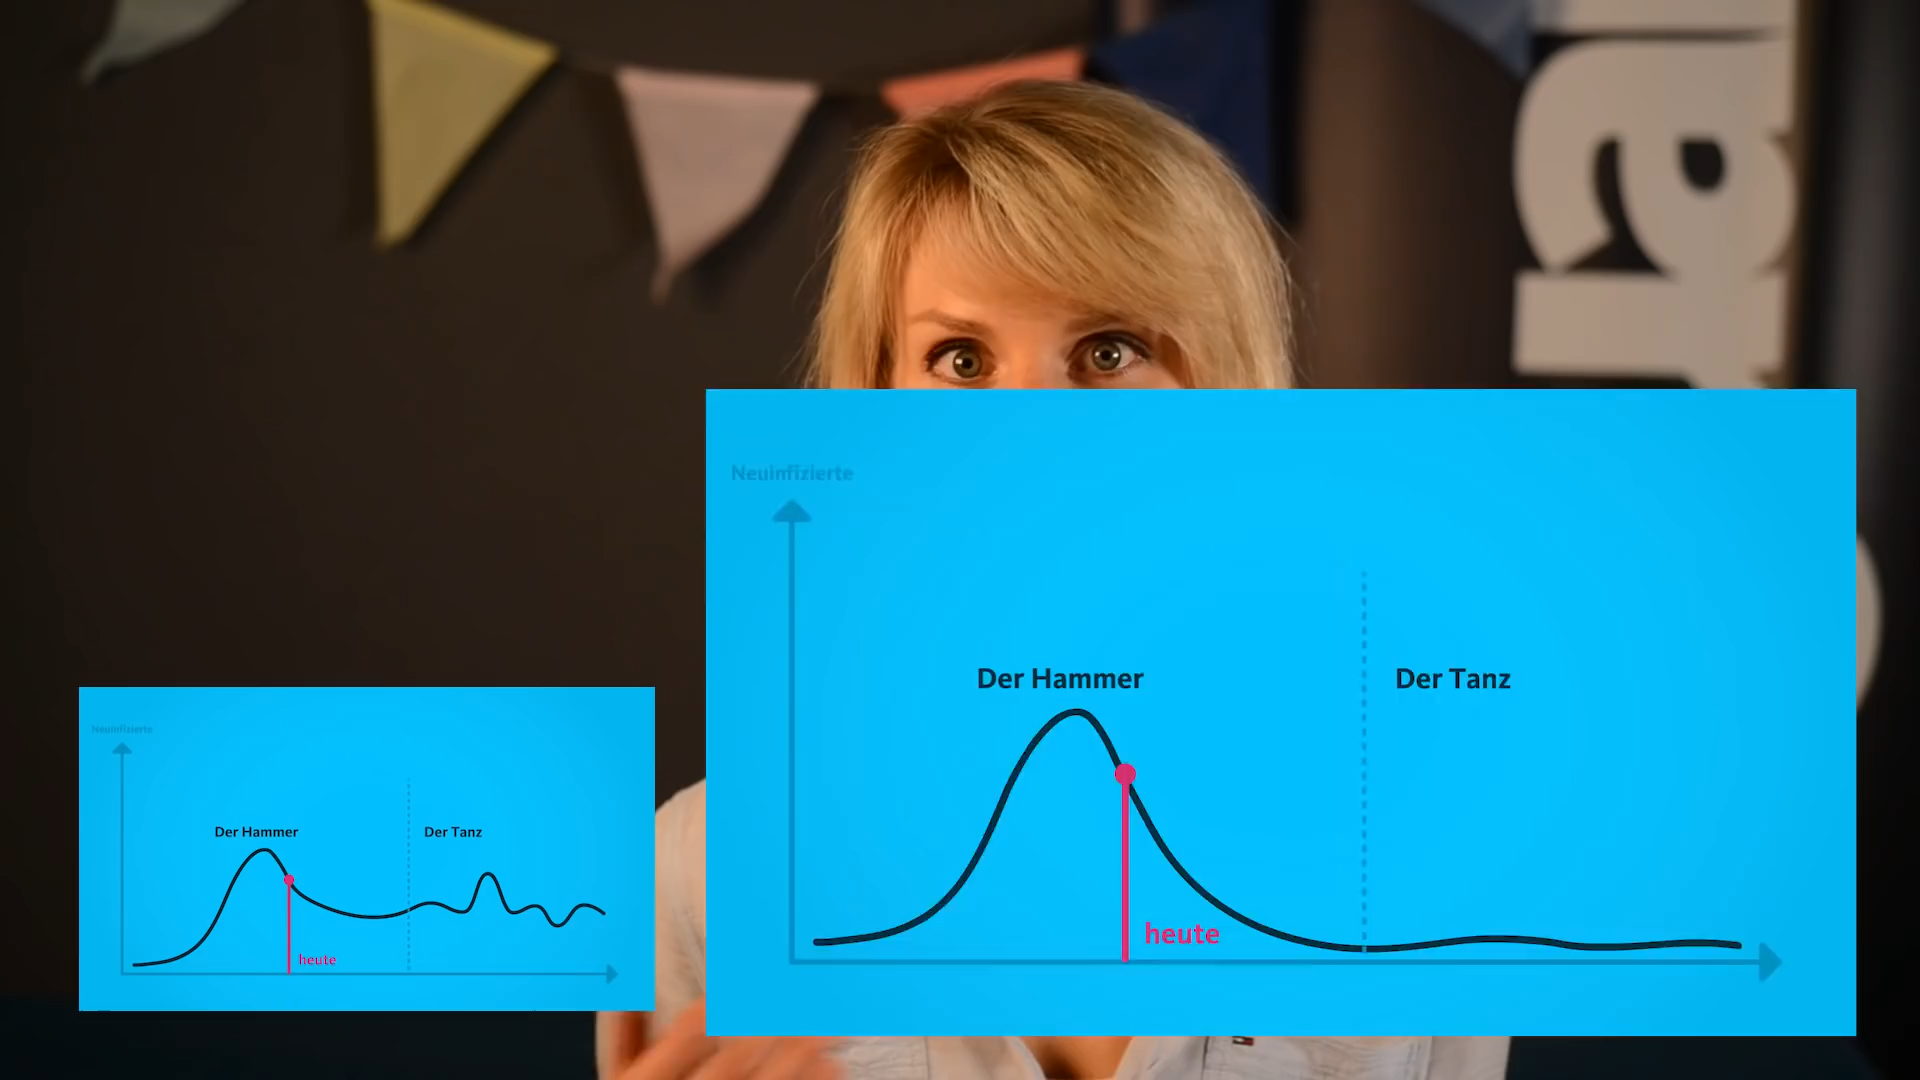 Neuinfizierte
Der Hammer
Der Tanz
heute
Neuinfizierte
Der Hammer
Der Tanz
heute